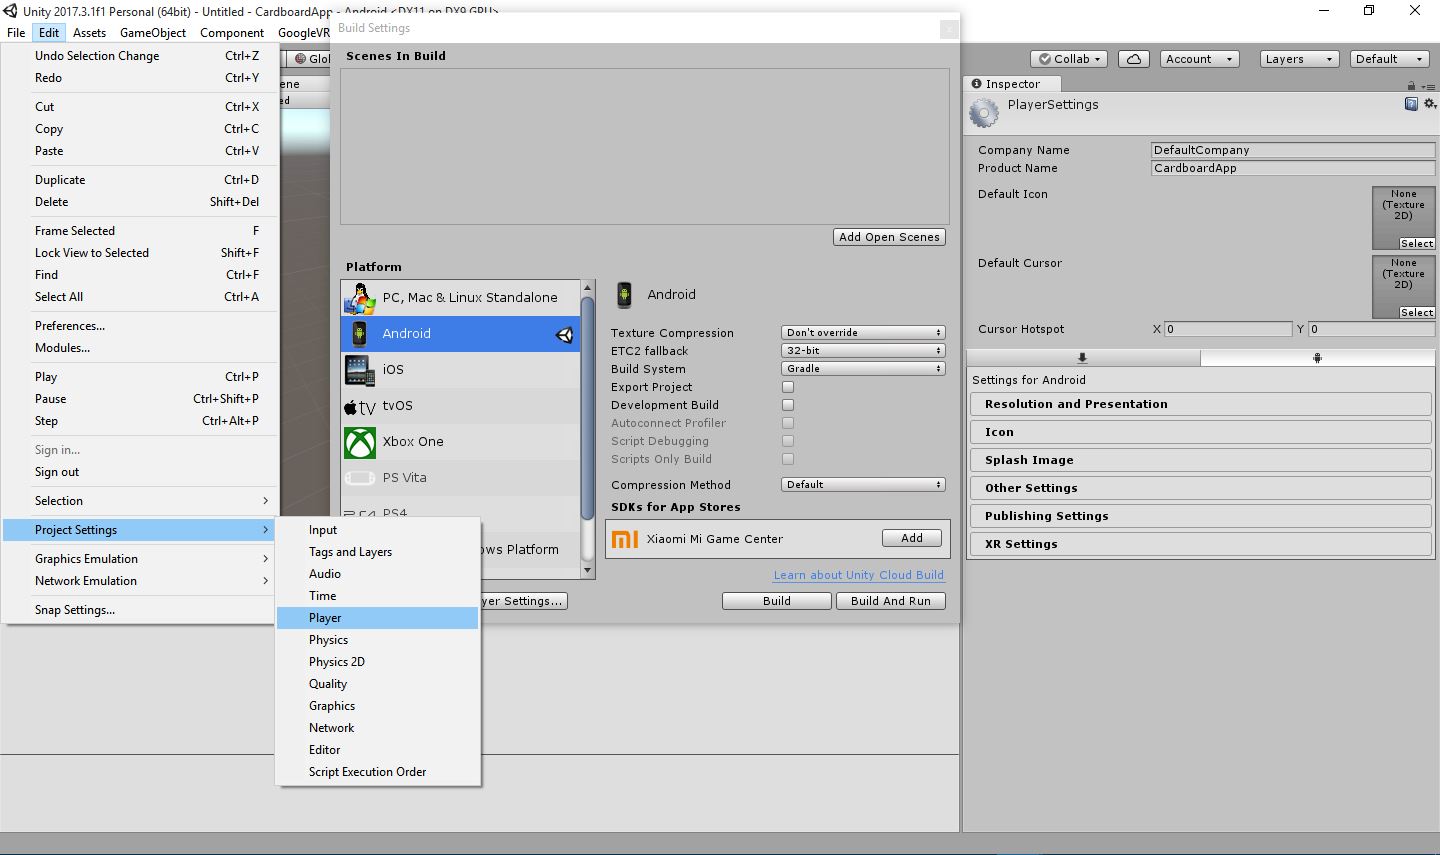 Unity 2017.3.1f1 Personal (64bit) - Untitled - CardboardApp - Android <DX11 on DX9 GPU>
File Edit Assets GameObject Component GoogleVR
Undo Selection Change Ctrl+Z
Redo Ctrl+Y
Cut Ctrl+X
Copy Ctrl+C
Paste Ctrl+V
Duplicate Ctrl+D
Delete Shift+Del
Frame Selected F
Lock View to Selected Shift+F
Find Ctrl+F
Select All Ctrl+A
Preferences...
Modules...
Play Ctrl+P
Pause Ctrl+Shift+P
Step Ctrl+Alt+P
Sign in...
Sign out
Selection
Project Settings
Graphics Emulation
Network Emulation
Snap Settings...
Input
Tags and Layers
Audio
Time
Player
Physics
Physics 2D
Quality
Graphics
Network
Editor
Script Execution Order
Build Settings
Scenes In Build
Add Open Scenes
Platform
PC, Mac & Linux Standalone
Android
iOS
tv tvOS
Xbox One
PS Vita
PS4
ows Platform
yer Settings...
Android
Texture Compression Don't override
ETC2 fallback 32-bit
Build System Gradle
Export Project
Development Build
Autoconnect Profiler
Script Debugging
Scripts Only Build
Compression Method Default
SDKs for App Stores
mi Xiaomi Mi Game Center Add
Learn about Unity Cloud Build
Build Build And Run
Collab Account Layers Default
Inspector
PlayerSettings
Company Name DefaultCompany
Product Name CardboardApp
Default Icon
None
(Texture
2D)
Select
Default Cursor
None
(Texture
2D)
Select
Cursor Hotspot X 0 Y 0
Settings for Android
Resolution and Presentation
Icon
Splash Image
Other Settings
Publishing Settings
XR Settings